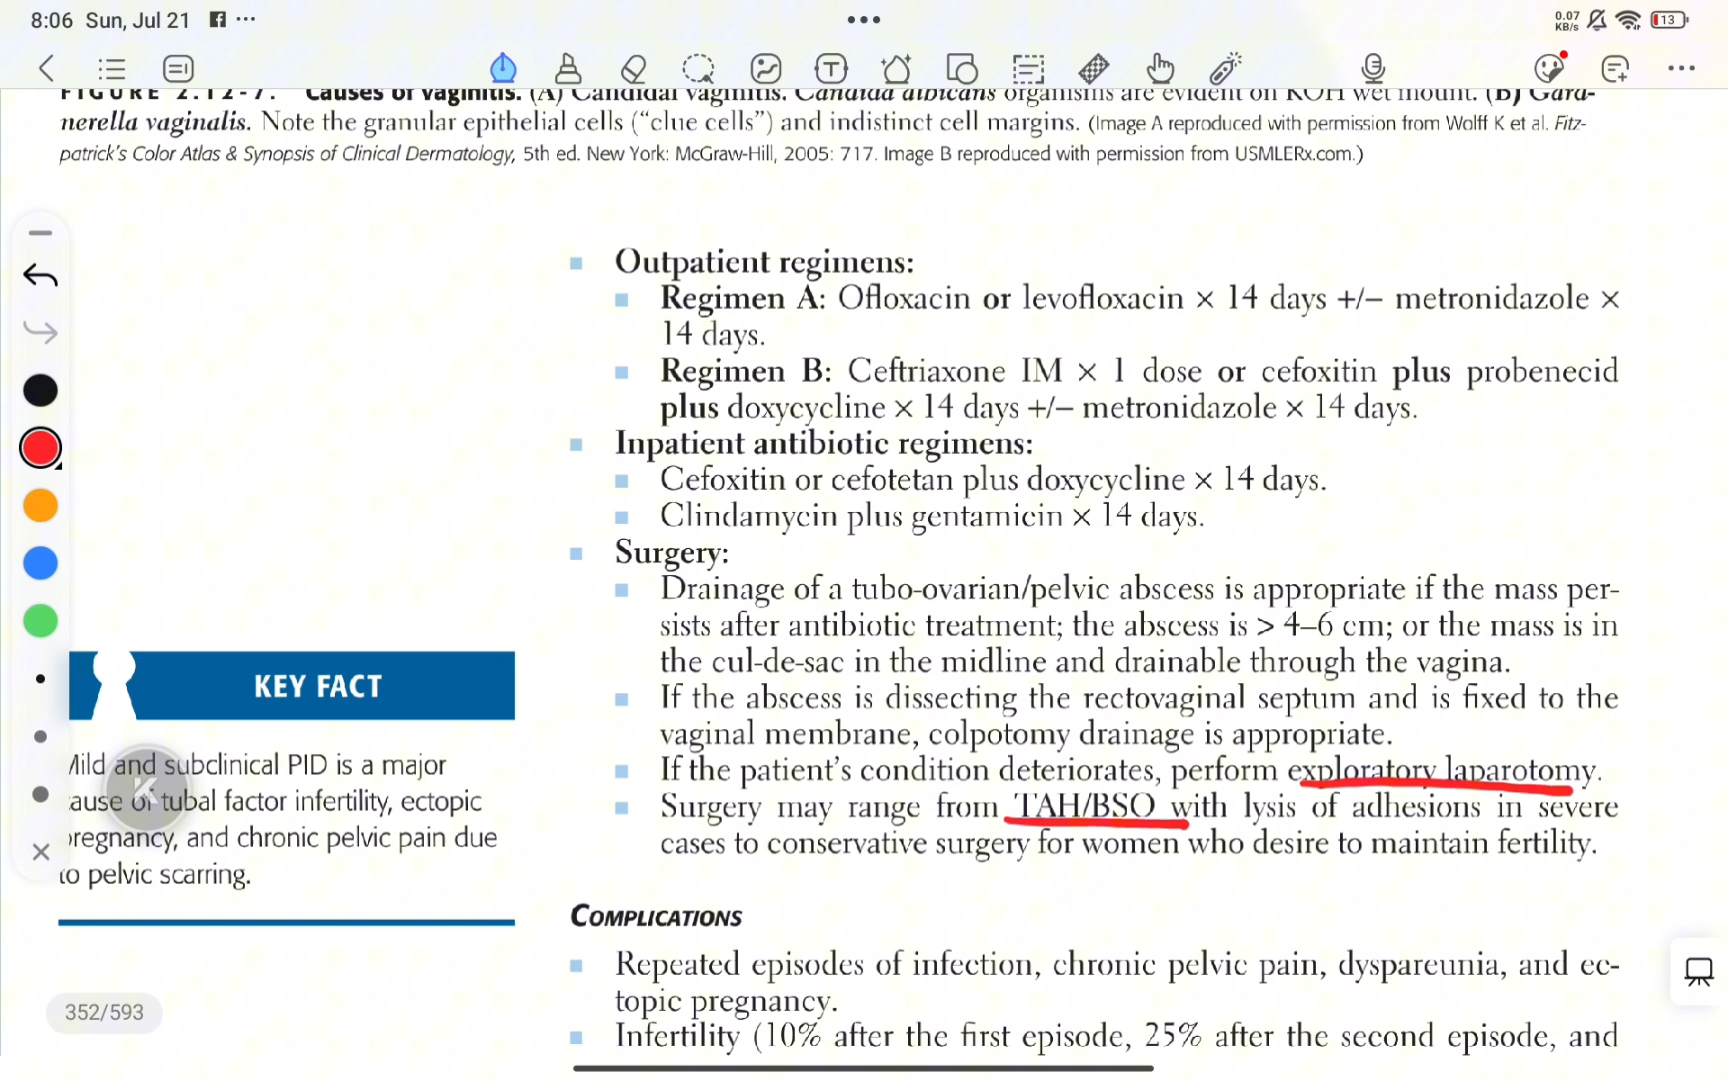 8:06 Sun, Jul 21
0.07 KB/s
13
FIGURE 2.12-7. Causes of vaginitis. (A) Candidal vaginitis. Candida albicans organisms are evident on KOH wet mount. (B) Gard-
nerella vaginalis. Note the granular epithelial cells (“clue cells”) and indistinct cell margins. (Image A reproduced with permission from Wolff K et al. Fitz-
patrick’s Color Atlas & Synopsis of Clinical Dermatology, 5th ed. New York: McGraw-Hill, 2005: 717. Image B reproduced with permission from USMLERx.com.)
Outpatient regimens:
Regimen A: Ofloxacin or levofloxacin × 14 days +/– metronidazole ×
14 days.
Regimen B: Ceftriaxone IM × 1 dose or cefoxitin plus probenecid
plus doxycycline × 14 days +/– metronidazole × 14 days.
Inpatient antibiotic regimens:
Cefoxitin or cefotetan plus doxycycline × 14 days.
Clindamycin plus gentamicin × 14 days.
Surgery:
Drainage of a tubo-ovarian/pelvic abscess is appropriate if the mass per-
sists after antibiotic treatment; the abscess is > 4–6 cm; or the mass is in
the cul-de-sac in the midline and drainable through the vagina.
If the abscess is dissecting the rectovaginal septum and is fixed to the
vaginal membrane, colpotomy drainage is appropriate.
If the patient’s condition deteriorates, perform exploratory laparotomy.
Surgery may range from TAH/BSO with lysis of adhesions in severe
cases to conservative surgery for women who desire to maintain fertility.
KEY FACT
Mild and subclinical PID is a major
cause of tubal factor infertility, ectopic
pregnancy, and chronic pelvic pain due
to pelvic scarring.
COMPLICATIONS
Repeated episodes of infection, chronic pelvic pain, dyspareunia, and ec-
topic pregnancy.
Infertility (10% after the first episode, 25% after the second episode, and
352/593